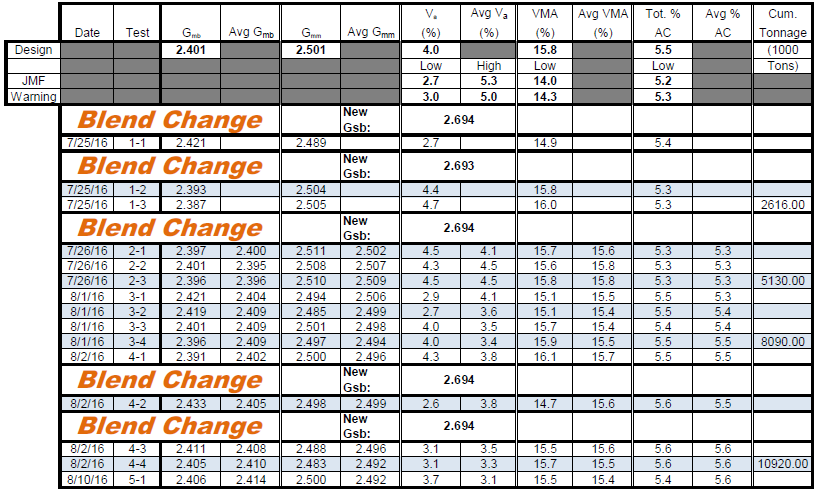 Va Avg Va VMA Avg VMA Tot. % Avg % Cum.
Date Test Gmb Avg Gmb Gmm Avg Gmm (%) (%) (%) (%) AC AC Tonnage
Design 2.401 2.501 4.0 15.8 5.5 (1000
Low High Low Low Tons)
JMF 2.7 5.3 14.0 5.2
Warning 3.0 5.0 14.3 5.3
Blend Change New Gsb: 2.694
7/25/16 1-1 2.421 2.489 2.7 14.9 5.4
Blend Change New Gsb: 2.693
7/25/16 1-2 2.393 2.504 4.4 15.8 5.3
7/25/16 1-3 2.387 2.505 4.7 16.0 5.3 2616.00
Blend Change New Gsb: 2.694
7/26/16 2-1 2.397 2.400 2.511 2.502 4.5 4.1 15.7 15.6 5.3 5.3
7/26/16 2-2 2.401 2.395 2.508 2.507 4.3 4.5 15.6 15.8 5.3 5.3
7/26/16 2-3 2.396 2.396 2.510 2.509 4.5 4.5 15.8 15.8 5.3 5.3 5130.00
8/1/16 3-1 2.421 2.404 2.494 2.506 2.9 4.1 15.1 15.5 5.5 5.3
8/1/16 3-2 2.419 2.409 2.485 2.499 2.7 3.6 15.1 15.4 5.5 5.4
8/1/16 3-3 2.401 2.409 2.501 2.498 4.0 3.5 15.7 15.4 5.4 5.4
8/1/16 3-4 2.396 2.409 2.497 2.494 4.0 3.4 15.9 15.5 5.5 5.5 8090.00
8/2/16 4-1 2.391 2.402 2.500 2.496 4.3 3.8 16.1 15.7 5.5 5.5
Blend Change New Gsb: 2.694
8/2/16 4-2 2.433 2.405 2.498 2.499 2.6 3.8 14.7 15.6 5.6 5.5
Blend Change New Gsb: 2.694
8/2/16 4-3 2.411 2.408 2.488 2.496 3.1 3.5 15.5 15.6 5.6 5.6
8/2/16 4-4 2.405 2.410 2.483 2.492 3.1 3.3 15.7 15.5 5.6 5.6 10920.00
8/10/16 5-1 2.406 2.414 2.500 2.492 3.7 3.1 15.5 15.4 5.4 5.6